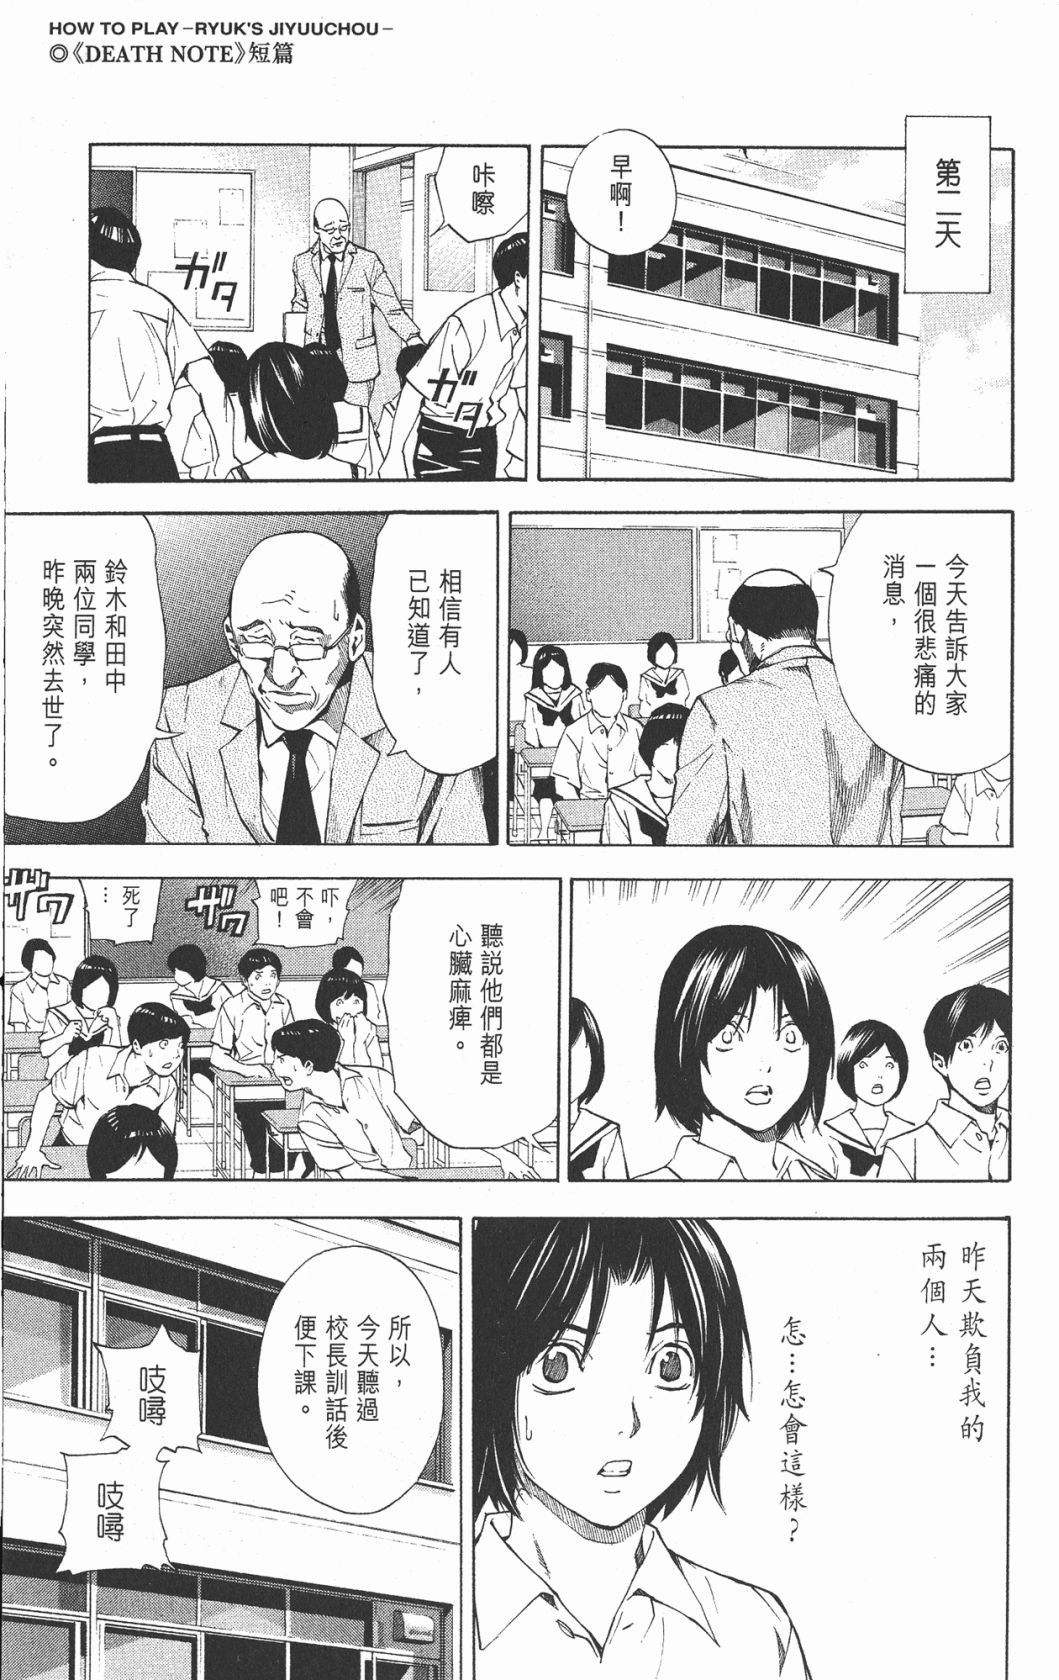 HOW TO PLAY－RYUK'S JIYUUCHOU－
◎《DEATH NOTE》短篇
第二天
早啊！
咔嚓
ガタ
ガタ
今天告訴大家
一個很悲痛的
消息，
相信有人
已知道了，
鈴木和田中
兩位同學，
昨晚突然去世了。
聽說他們都是
心臟麻痺。
吓，
不會
吧！
ザワ
死了
…
ザワ
昨天欺負我的
兩個人…
怎…怎會這樣？
所以，
今天聽過
校長訓話後
便下課。
吱噚
吱噚